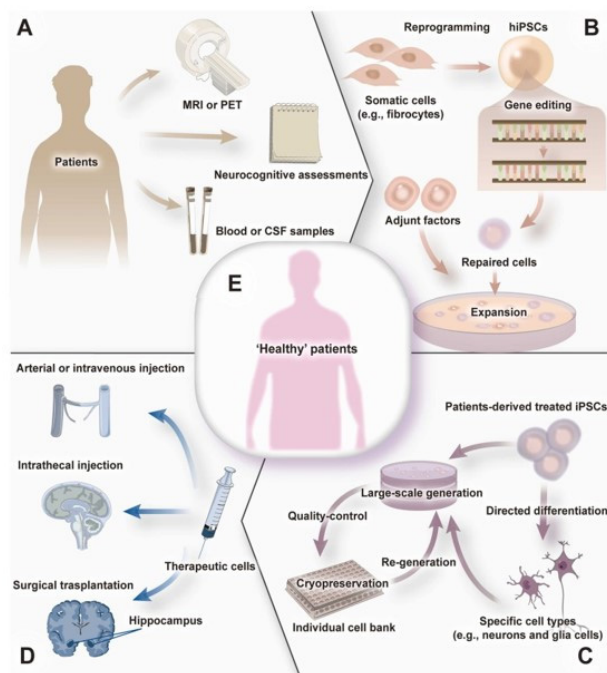 A
MRI or PET
Patients
Neurocognitive assessments
Blood or CSF samples
B
Reprogramming
hiPSCs
Somatic cells
(e.g., fibrocytes)
Gene editing
Adjunt factors
Repaired cells
Expansion
E
'Healthy' patients
Arterial or intravenous injection
Intrathecal injection
Therapeutic cells
Surgical trasplantation
Hippocampus
D
Patients-derived treated iPSCs
Large-scale generation
Quality-control
Directed differentiation
Cryopreservation
Re-generation
Individual cell bank
Specific cell types
(e.g., neurons and glia cells)
C